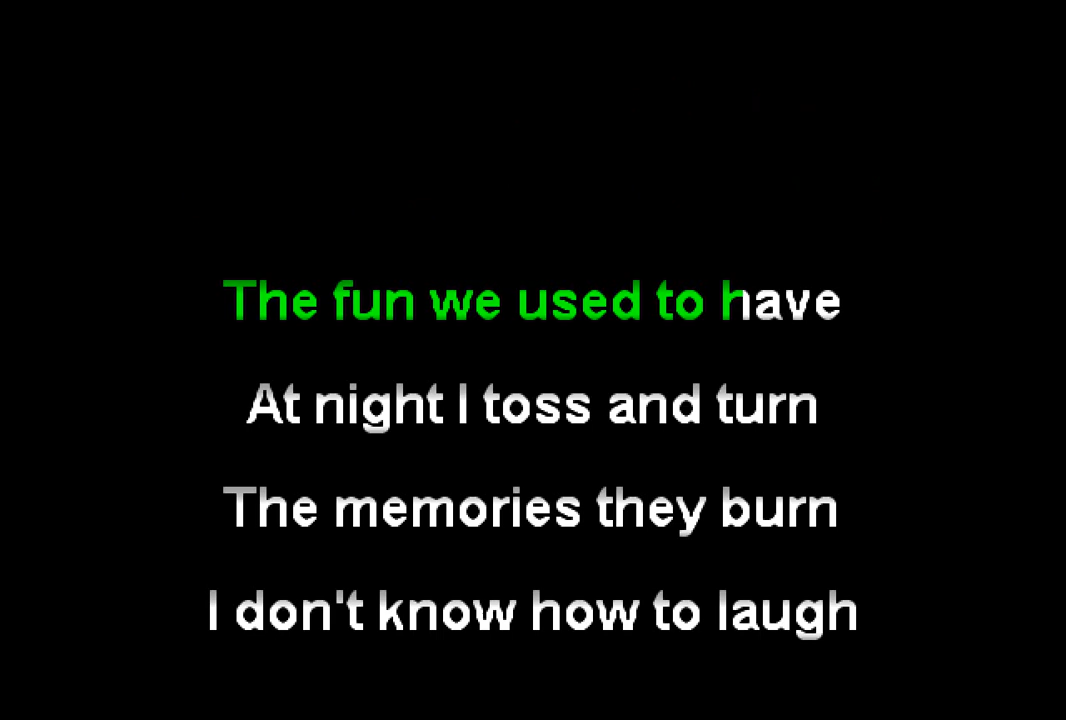 The fun we used to have
At night I toss and turn
The memories they burn
I don't know how to laugh